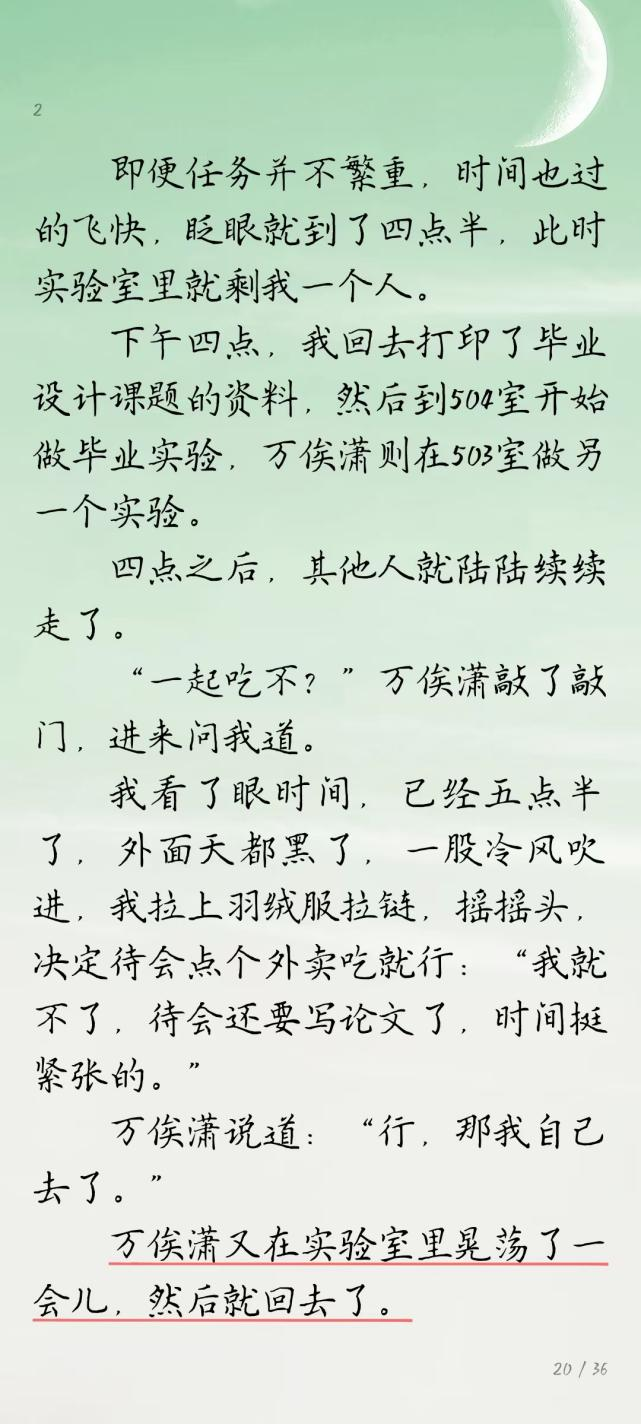 2
即便任务并不繁重，时间也过
的飞快，眨眼就到了四点半，此时
实验室里就剩我一个人。
下午四点，我回去打印了毕业
设计课题的资料，然后到504室开始
做毕业实验，万俟潇则在503室做另
一个实验。
四点之后，其他人就陆陆续续
走了。
“一起吃不？”万俟潇敲了敲
门，进来问我道。
我看了眼时间，已经五点半
了，外面天都黑了，一股冷风吹
进，我拉上羽绒服拉链，摇摇头，
决定待会点个外卖吃就行：“我就
不了，待会还要写论文了，时间挺
紧张的。”
万俟潇说道：“行，那我自己
去了。”
万俟潇又在实验室里晃荡了一
会儿，然后就回去了。
20 / 36